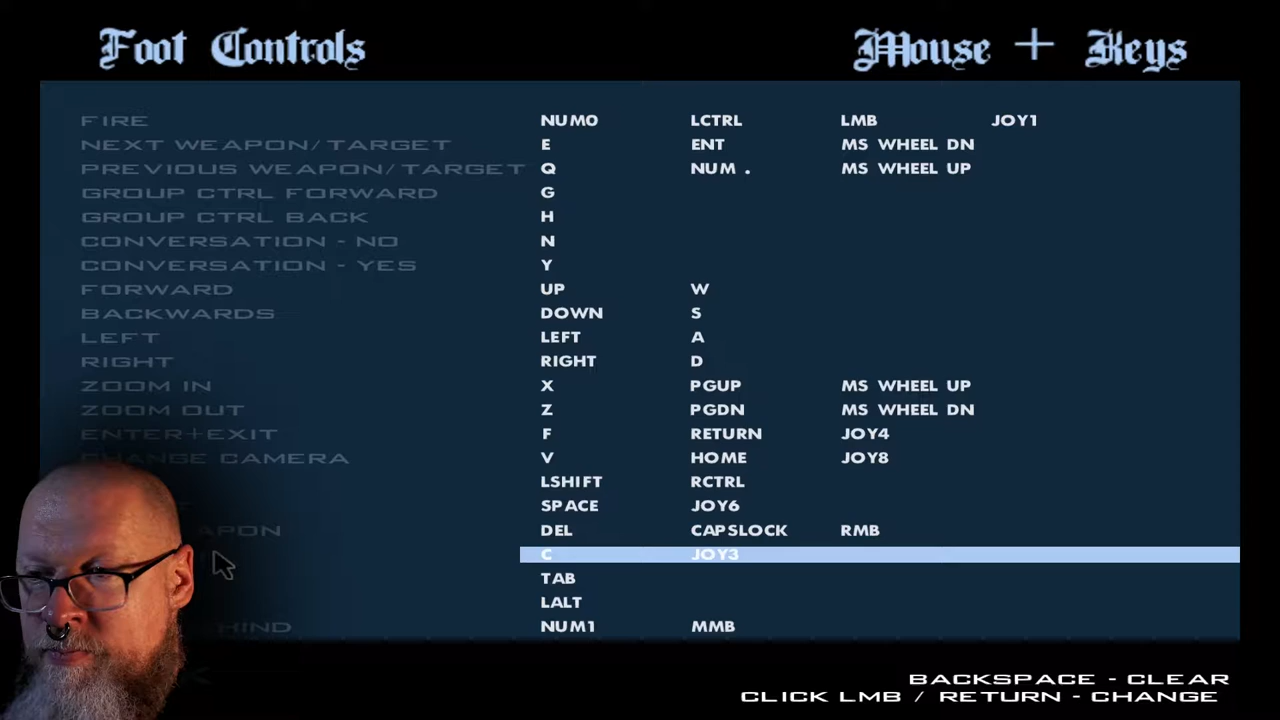 Foot Controls Mouse + Keys
FIRE NUM0 LCTRL LMB JOY1
NEXT WEAPON/TARGET E ENT MS WHEEL DN
PREVIOUS WEAPON/TARGET Q NUM . MS WHEEL UP
GROUP CTRL FORWARD G
GROUP CTRL BACK H
CONVERSATION - NO N
CONVERSATION - YES Y
FORWARD UP W
BACKWARDS DOWN S
LEFT LEFT A
RIGHT RIGHT D
ZOOM IN X PGUP MS WHEEL UP
ZOOM OUT Z PGDN MS WHEEL DN
ENTER+EXIT F RETURN JOY4
CHANGE CAMERA V HOME JOY8
LSHIFT RCTRL
SPACE JOY6
DEL CAPSLOCK RMB
C JOY3
TAB
LALT
NUM1 MMB
BACKSPACE - CLEAR
CLICK LMB / RETURN - CHANGE